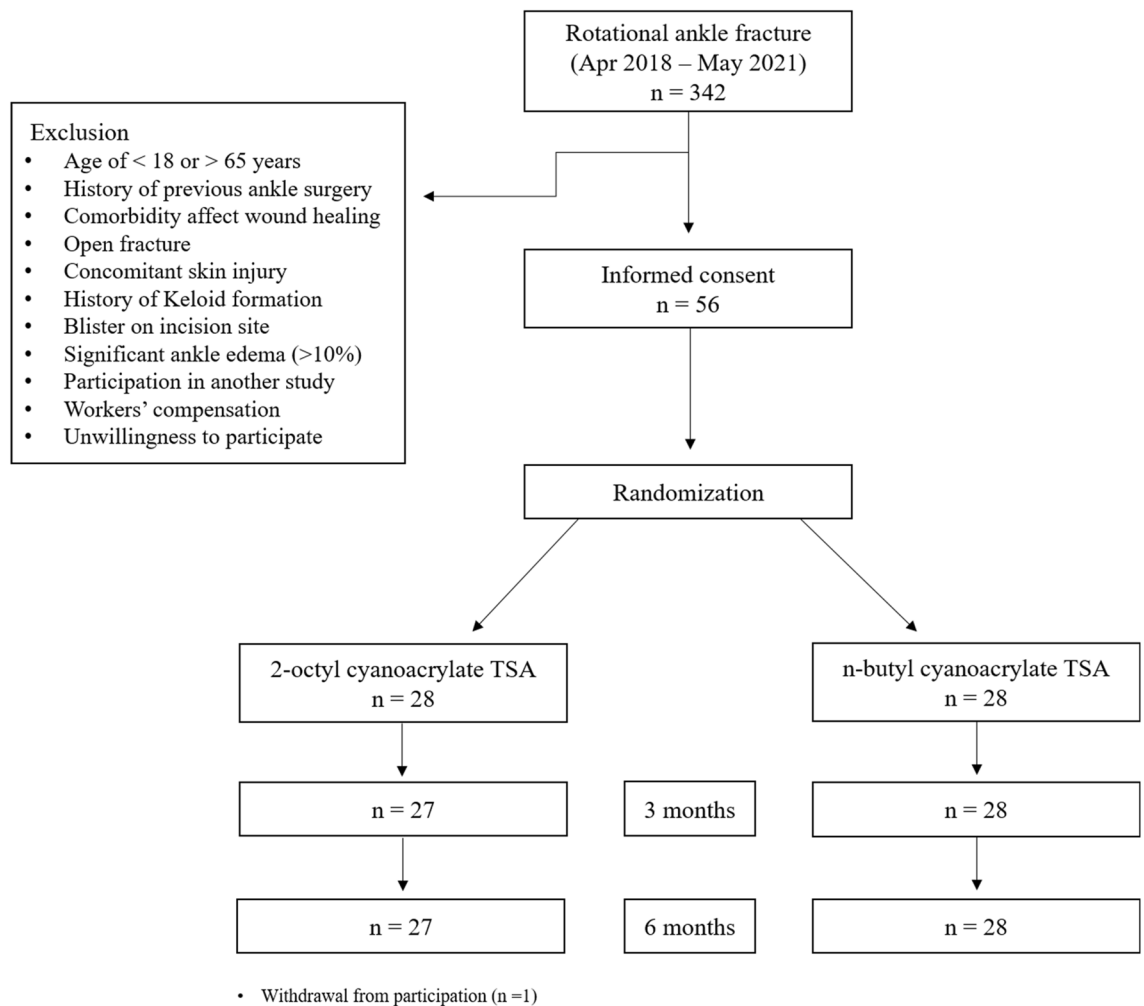 Rotational ankle fracture
(Apr 2018 – May 2021)
n = 342
Exclusion
• Age of < 18 or > 65 years
• History of previous ankle surgery
• Comorbidity affect wound healing
• Open fracture
• Concomitant skin injury
• History of Keloid formation
• Blister on incision site
• Significant ankle edema (>10%)
• Participation in another study
• Workers’ compensation
• Unwillingness to participate
Informed consent
n = 56
Randomization
2-octyl cyanoacrylate TSA
n = 28
n-butyl cyanoacrylate TSA
n = 28
n = 27
3 months
n = 28
n = 27
6 months
n = 28
• Withdrawal from participation (n =1)